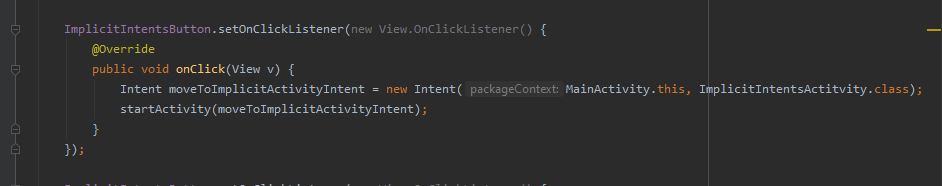 ImplicitIntentsButton.setOnClickListener(new View.OnClickListener() {
@Override
public void onClick(View v) {
Intent moveToImplicitActivityIntent = new Intent( packageContext: MainActivity.this, ImplicitIntentsActitvity.class);
startActivity(moveToImplicitActivityIntent);
}
});